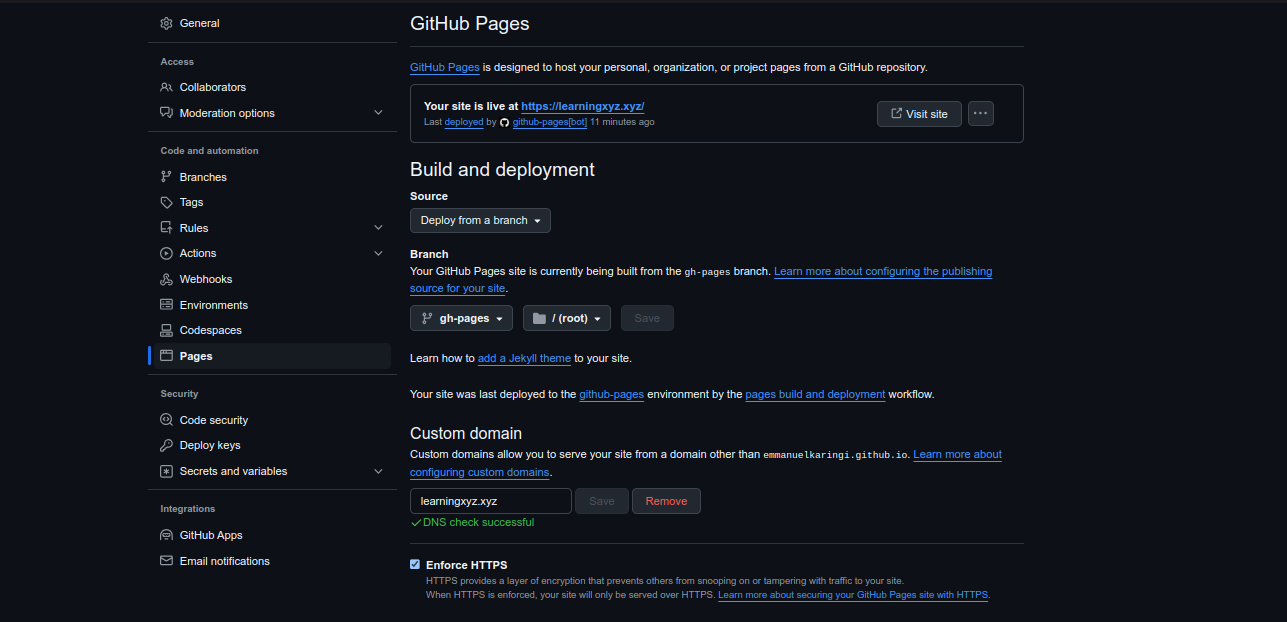 General
Access
Collaborators
Moderation options
Code and automation
Branches
Tags
Rules
Actions
Webhooks
Environments
Codespaces
Pages
Security
Code security
Deploy keys
Secrets and variables
Integrations
GitHub Apps
Email notifications
GitHub Pages
GitHub Pages is designed to host your personal, organization, or project pages from a GitHub repository.
Your site is live at https://learningxyz.xyz/
Last deployed by github-pages[bot] 11 minutes ago
Visit site
Build and deployment
Source
Deploy from a branch
Branch
Your GitHub Pages site is currently being built from the gh-pages branch. Learn more about configuring the publishing
source for your site.
gh-pages / (root) Save
Learn how to add a Jekyll theme to your site.
Your site was last deployed to the github-pages environment by the pages build and deployment workflow.
Custom domain
Custom domains allow you to serve your site from a domain other than emmanuelkaringi.github.io. Learn more about
configuring custom domains.
learningxyz.xyz Save Remove
DNS check successful
Enforce HTTPS
HTTPS provides a layer of encryption that prevents others from snooping on or tampering with traffic to your site.
When HTTPS is enforced, your site will only be served over HTTPS. Learn more about securing your GitHub Pages site with HTTPS.